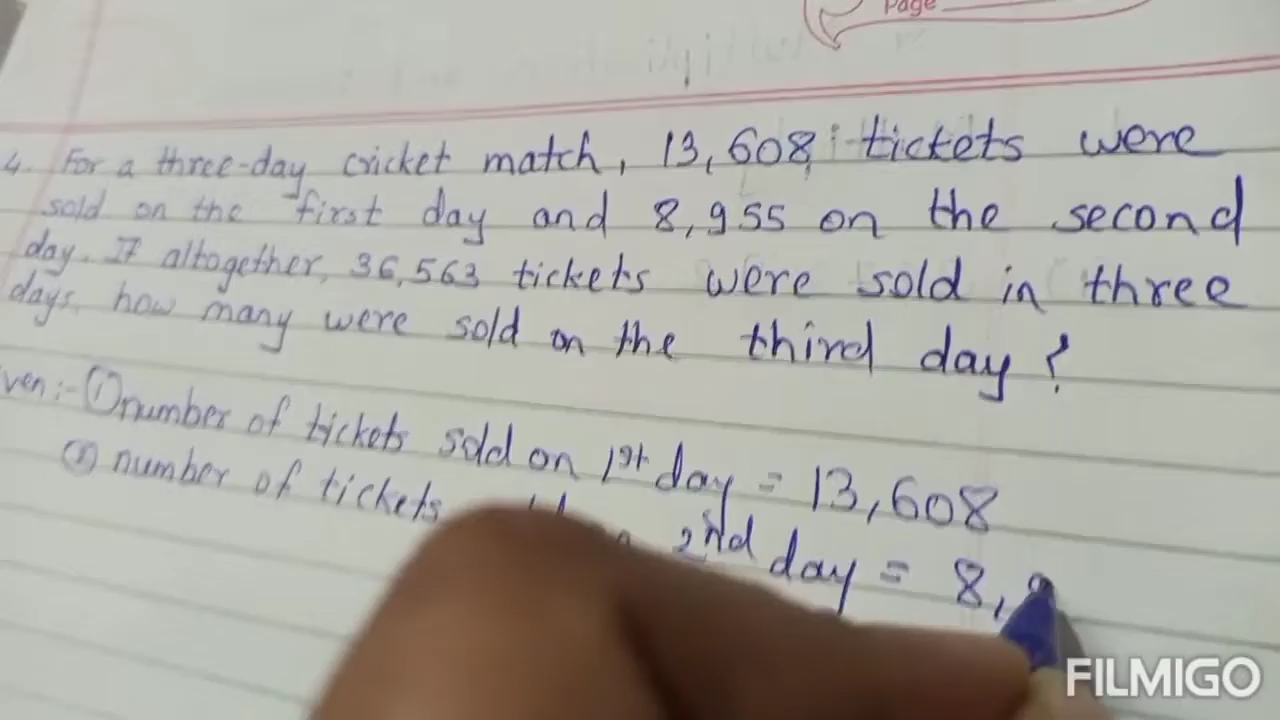 Page
4. For a three-day cricket match, 13,608 tickets were
sold on the first day and 8,955 on the second
day. If altogether, 36,563 tickets were sold in three
days, how many were sold on the third day?
ven:- (1) number of tickets sold on 1st day = 13,608
(2) number of tickets 2nd day = 8,9
FILMIGO